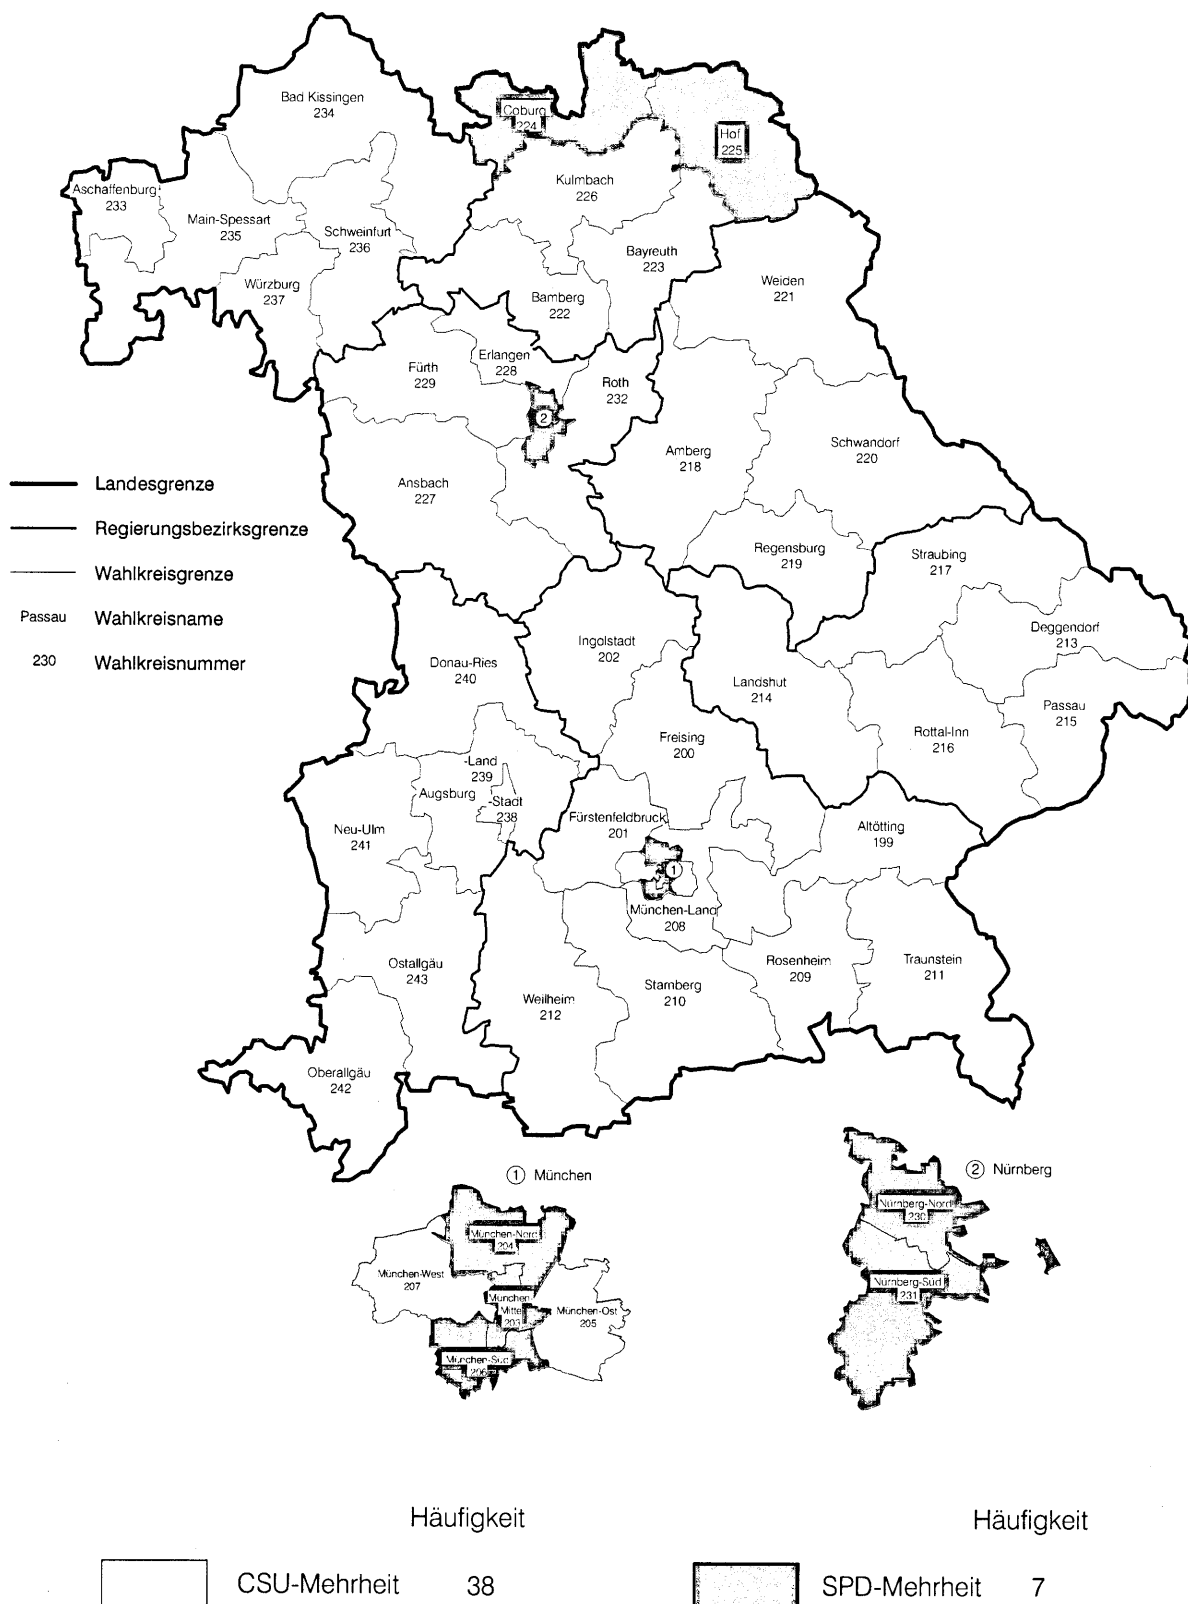 Bad Kissingen
234
Coburg
224
Hof
225
Aschaffenburg
233
Kulmbach
226
Main-Spessart
235
Schweinfurt
236
Bayreuth
223
Würzburg
237
Weiden
221
Bamberg
222
Erlangen
228
Fürth
229
Roth
232
2
Schwandorf
220
Amberg
218
Ansbach
227
Landesgrenze
Regierungsbezirksgrenze
Wahlkreisgrenze
Passau Wahlkreisname
230 Wahlkreisnummer
Regensburg
219
Straubing
217
Deggendorf
213
Ingolstadt
202
Donau-Ries
240
Landshut
214
Passau
215
Rottal-Inn
216
Freising
200
-Land
239
Augsburg
-Stadt
238
Fürstenfeldbruck
201
Neu-Ulm
241
Altötting
199
1
München-Land
208
Ostallgäu
243
Rosenheim
209
Traunstein
211
Starnberg
210
Weilheim
212
Oberallgäu
242
1 München
2 Nürnberg
Nürnberg-Nord
230
München-Nord
204
München-West
207
Nürnberg-Süd
231
München
Mitte
203
München-Ost
205
München-Süd
206
Häufigkeit
Häufigkeit
CSU-Mehrheit 38
SPD-Mehrheit 7